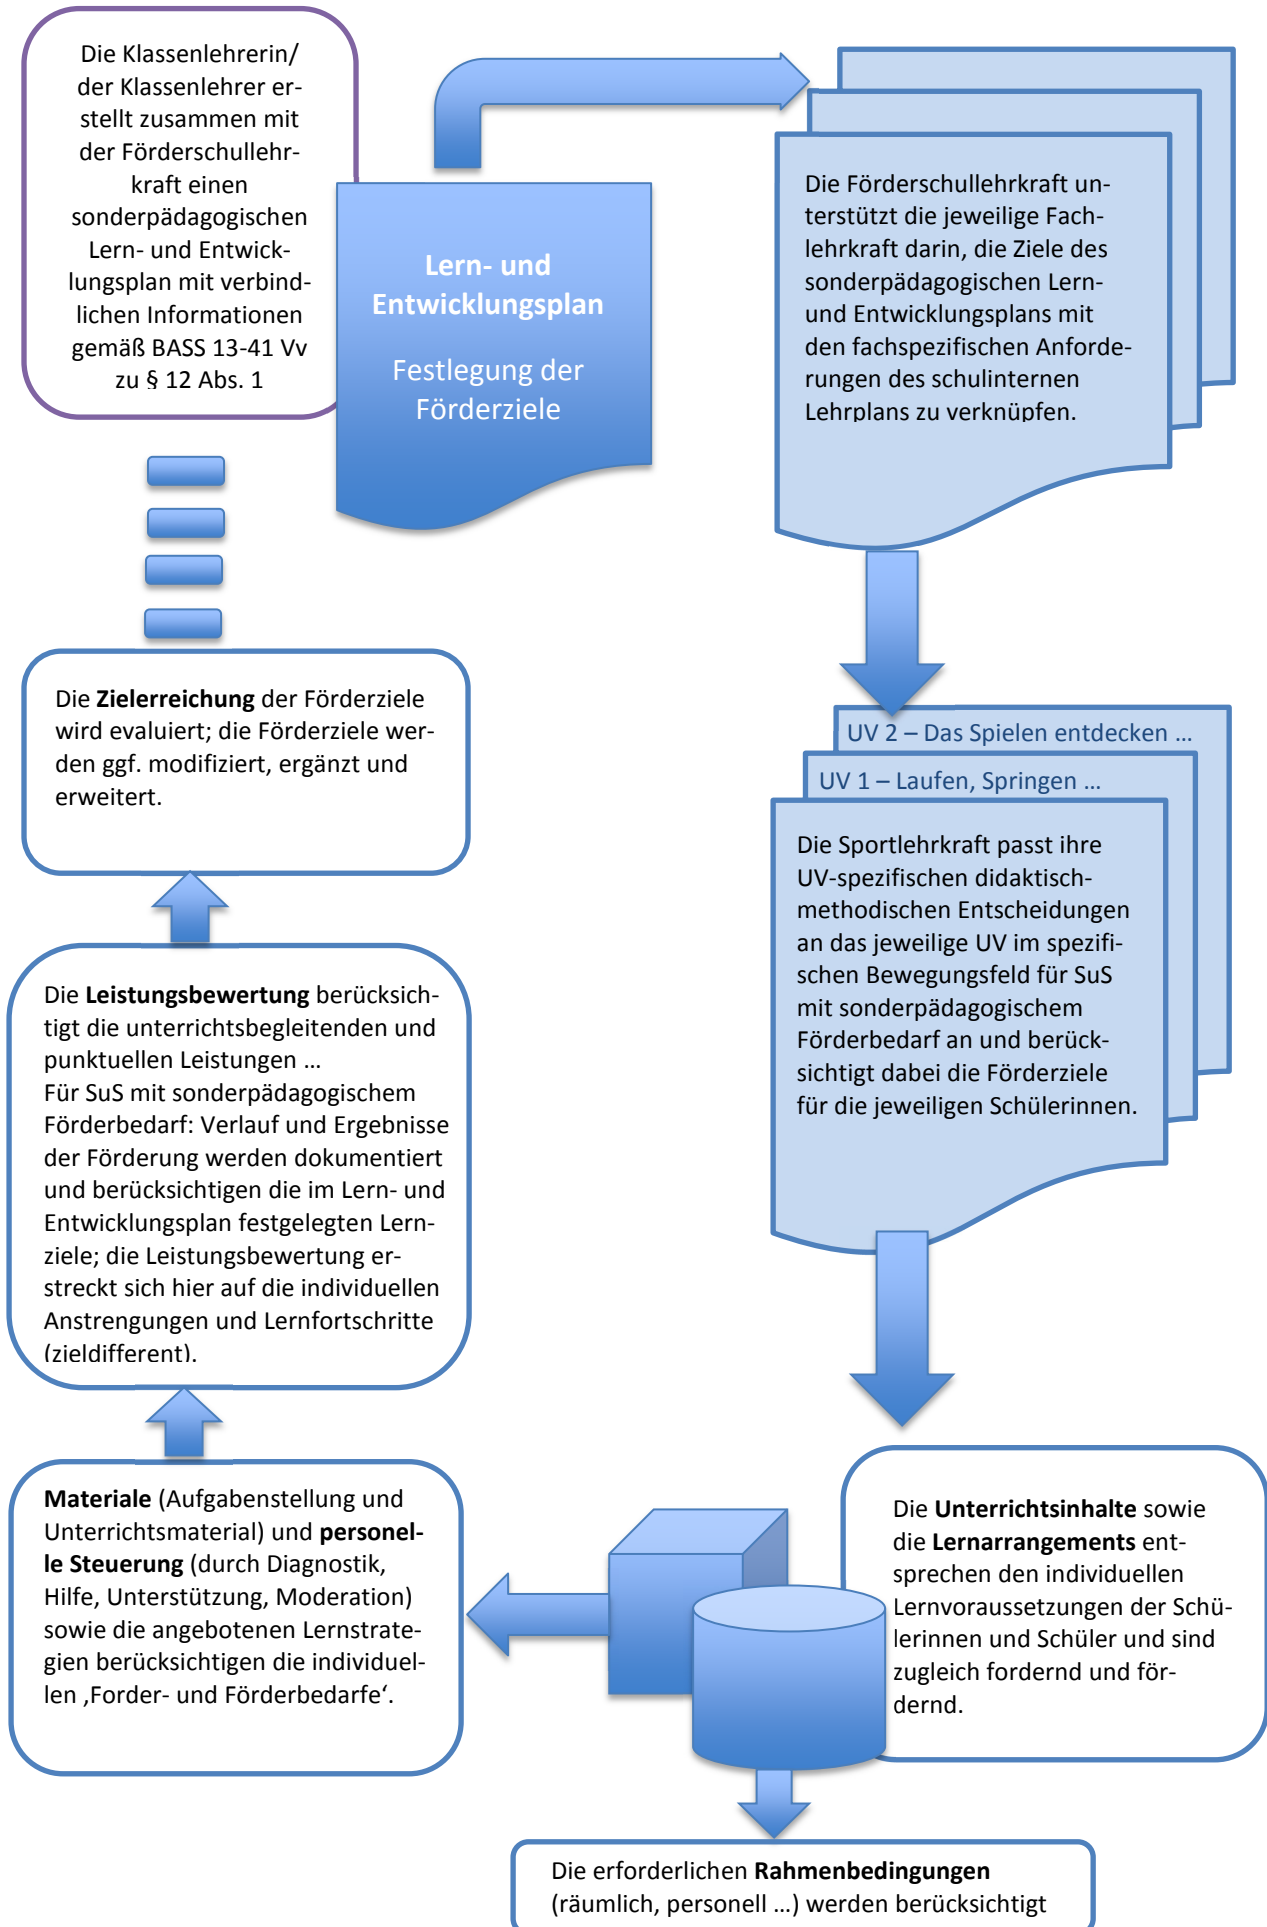 Die Klassenlehrerin/
der Klassenlehrer er-
stellt zusammen mit
der Förderschullehr-
kraft einen
sonderpädagogischen
Lern- und Entwick-
lungsplan mit verbind-
lichen Informationen
gemäß BASS 13-41 Vv
zu § 12 Abs. 1
Lern- und
Entwicklungsplan
Festlegung der
Förderziele
Die Förderschullehrkraft un-
terstützt die jeweilige Fach-
lehrkraft darin, die Ziele des
sonderpädagogischen Lern-
und Entwicklungsplans mit
den fachspezifischen Anforde-
rungen des schulinternen
Lehrplans zu verknüpfen.
UV 2 – Das Spielen entdecken …
UV 1 – Laufen, Springen …
Die Sportlehrkraft passt ihre
UV-spezifischen didaktisch-
methodischen Entscheidungen
an das jeweilige UV im spezifi-
schen Bewegungsfeld für SuS
mit sonderpädagogischem
Förderbedarf an und berück-
sichtigt dabei die Förderziele
für die jeweiligen Schülerinnen.
Die Unterrichtsinhalte sowie
die Lernarrangements ent-
sprechen den individuellen
Lernvoraussetzungen der Schü-
lerinnen und Schüler und sind
zugleich fordernd und för-
dernd.
Die erforderlichen Rahmenbedingungen
(räumlich, personell …) werden berücksichtigt
Materiale (Aufgabenstellung und
Unterrichtsmaterial) und personel-
le Steuerung (durch Diagnostik,
Hilfe, Unterstützung, Moderation)
sowie die angebotenen Lernstrate-
gien berücksichtigen die individuel-
len ‚Forder- und Förderbedarfe‘.
Die Leistungsbewertung berücksich-
tigt die unterrichtsbegleitenden und
punktuellen Leistungen …
Für SuS mit sonderpädagogischem
Förderbedarf: Verlauf und Ergebnisse
der Förderung werden dokumentiert
und berücksichtigen die im Lern- und
Entwicklungsplan festgelegten Lern-
ziele; die Leistungsbewertung er-
streckt sich hier auf die individuellen
Anstrengungen und Lernfortschritte
(zieldifferent).
Die Zielerreichung der Förderziele
wird evaluiert; die Förderziele wer-
den ggf. modifiziert, ergänzt und
erweitert.